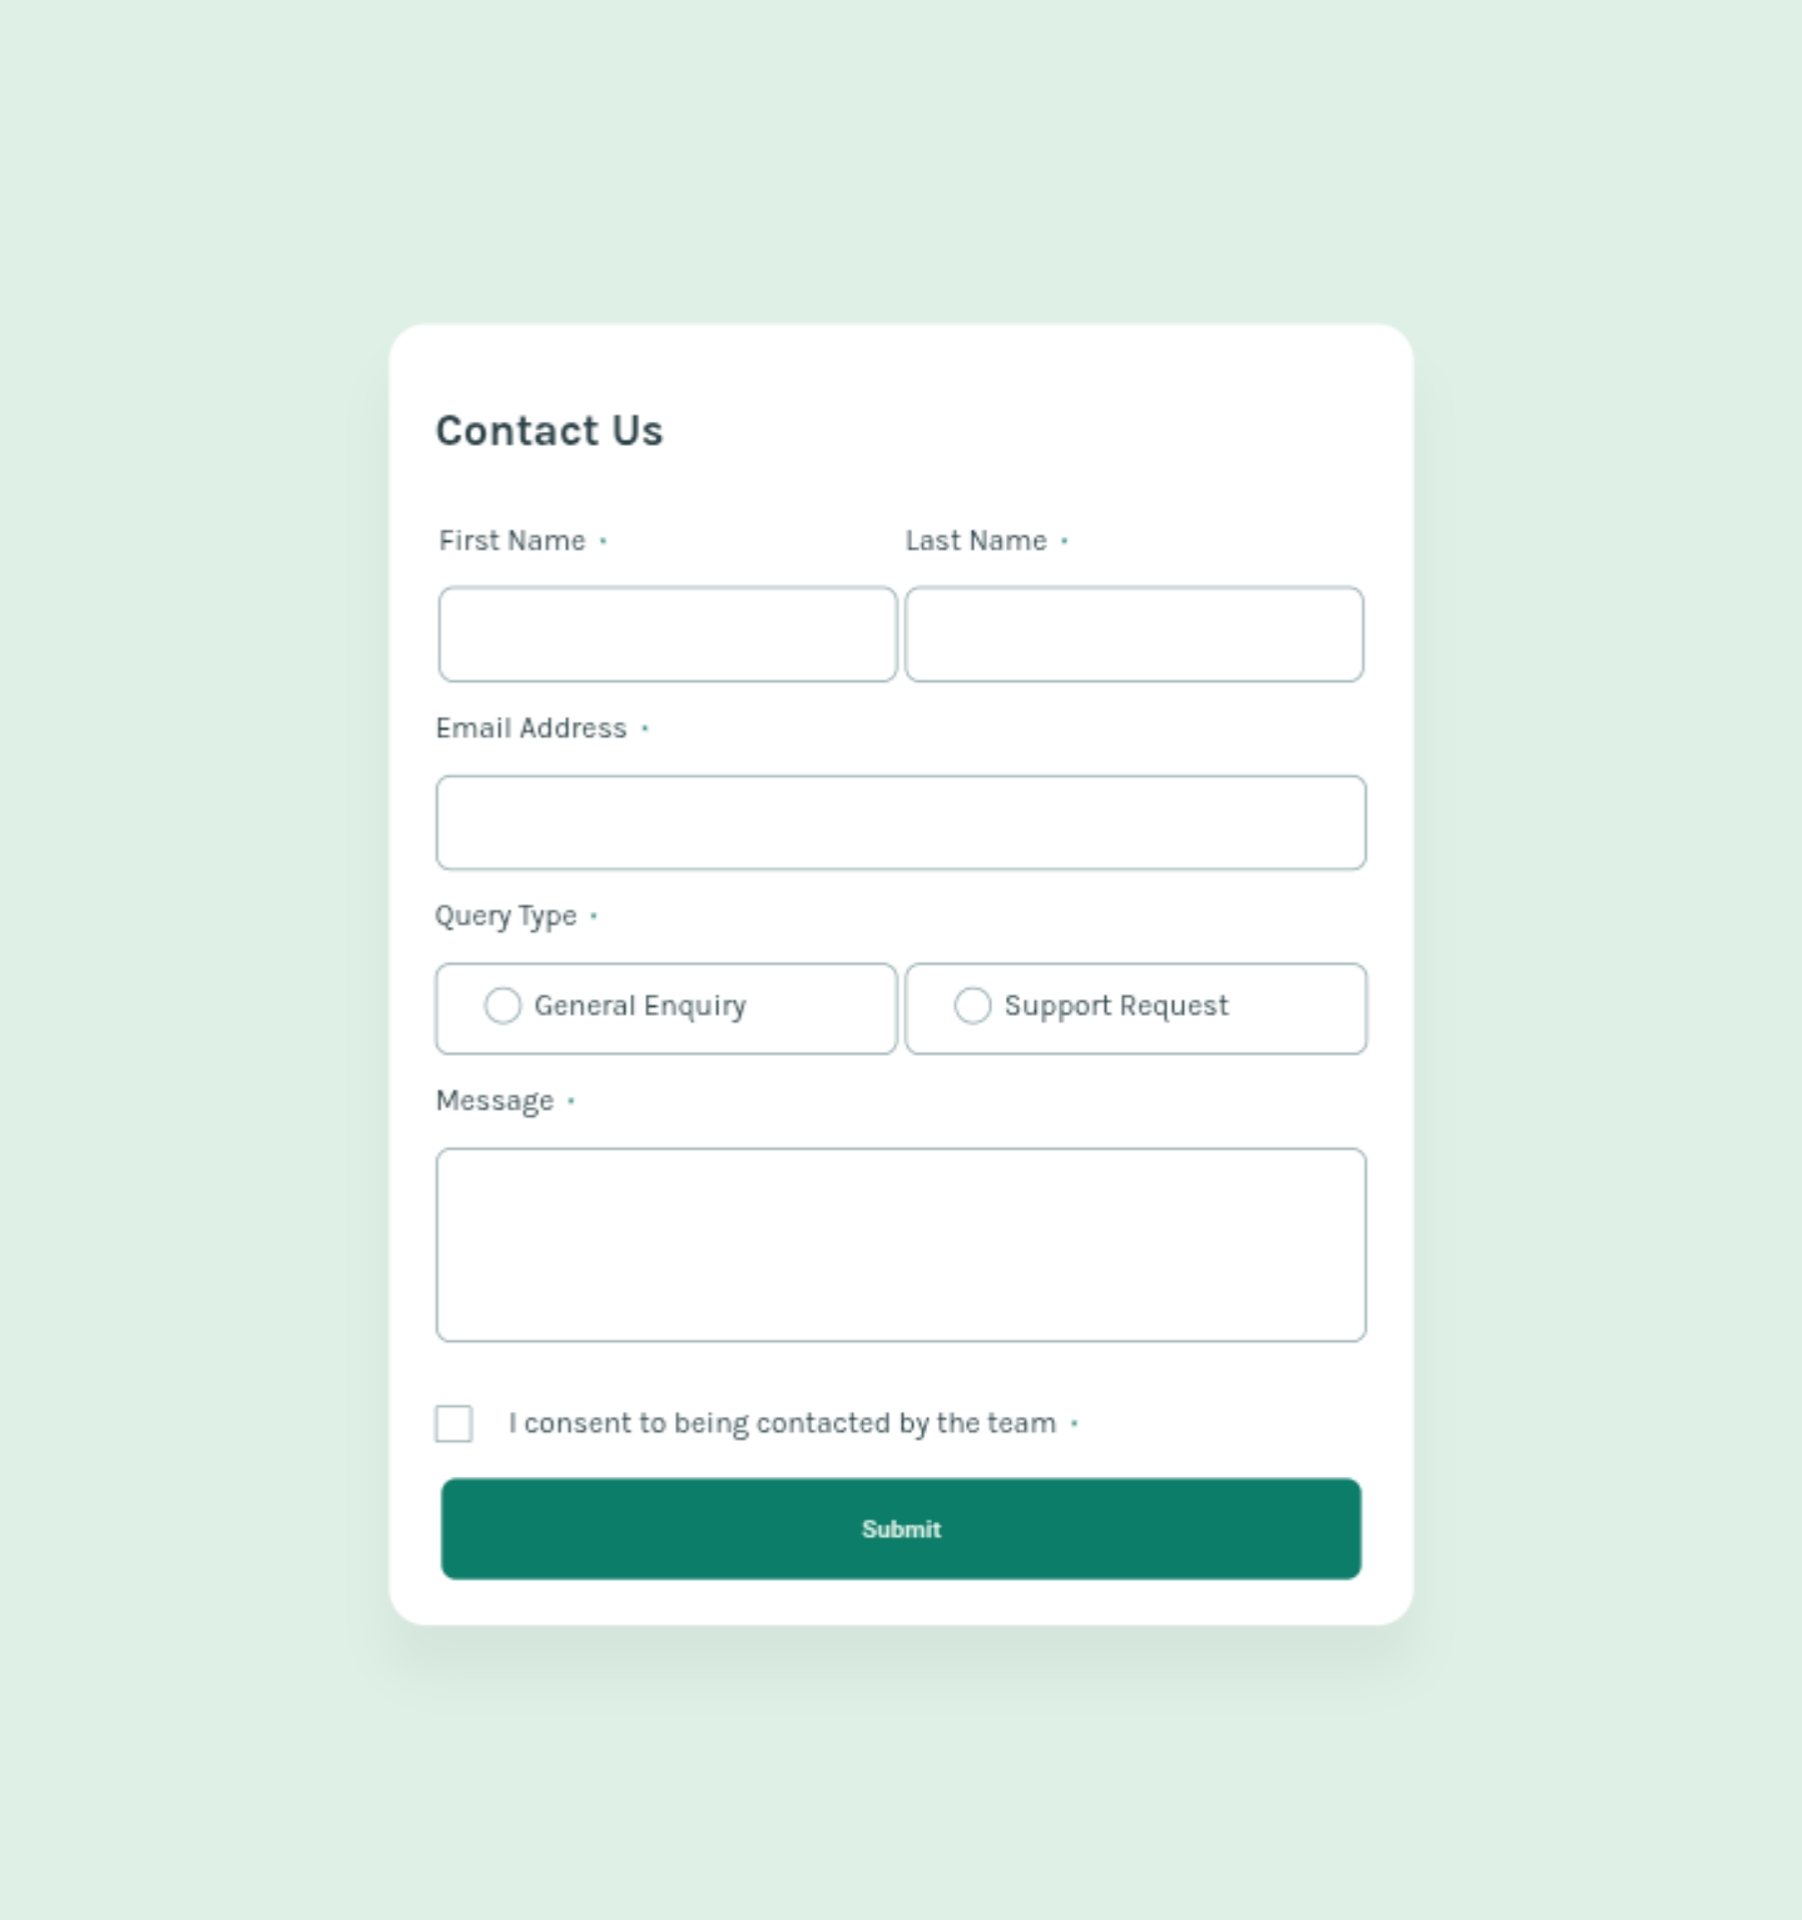 Contact Us
First Name · Last Name ·
Email Address ·
Query Type ·
General Enquiry Support Request
Message ·
I consent to being contacted by the team ·
Submit